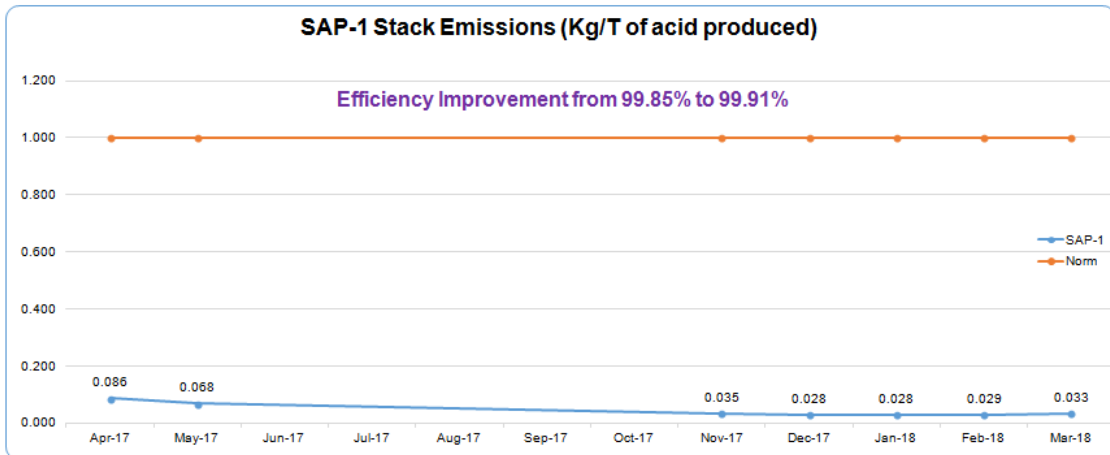 SAP-1 Stack Emissions (Kg/T of acid produced)
1.200
Efficiency Improvement from 99.85% to 99.91%
1.000
0.800
0.600
SAP-1
Norm
0.400
0.200
0.086
0.068
0.035
0.028
0.028
0.029
0.033
0.000
Apr-17 May-17 Jun-17 Jul-17 Aug-17 Sep-17 Oct-17 Nov-17 Dec-17 Jan-18 Feb-18 Mar-18